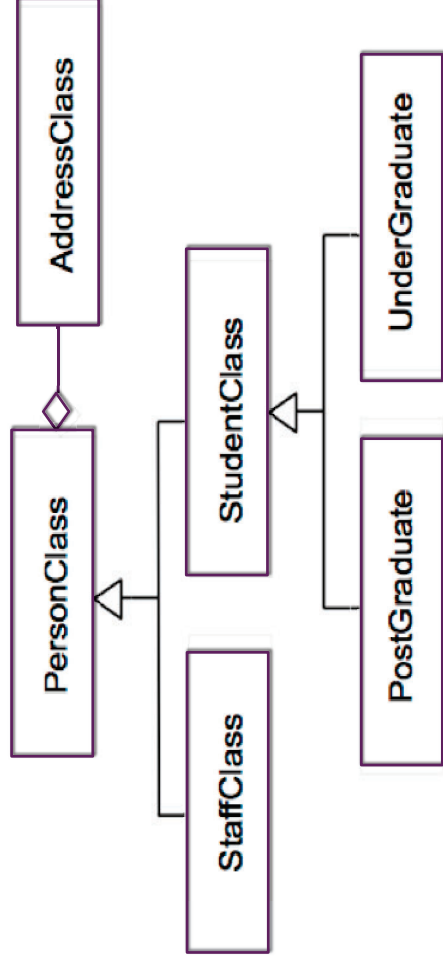 PersonClass
AddressClass
StaffClass
StudentClass
PostGraduate
UnderGraduate